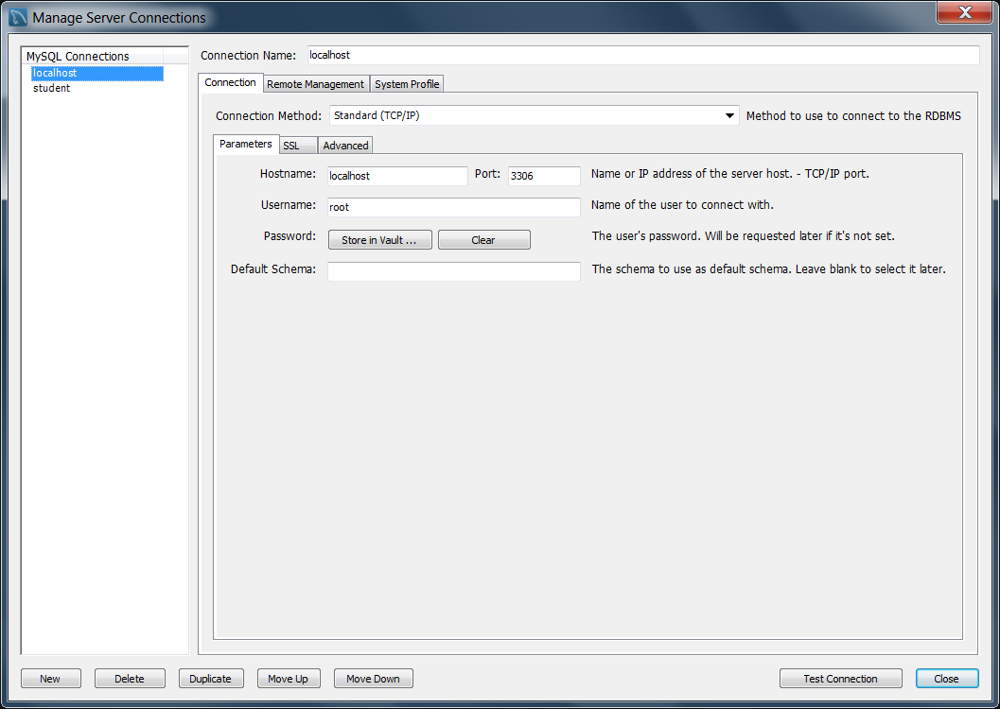 Manage Server Connections
MySQL Connections
localhost
student
Connection Name: localhost
Connection Remote Management System Profile
Connection Method: Standard (TCP/IP) Method to use to connect to the RDBMS
Parameters SSL Advanced
Hostname: localhost Port: 3306 Name or IP address of the server host. - TCP/IP port.
Username: root Name of the user to connect with.
Password: Store in Vault ... Clear The user's password. Will be requested later if it's not set.
Default Schema: The schema to use as default schema. Leave blank to select it later.
New Delete Duplicate Move Up Move Down Test Connection Close